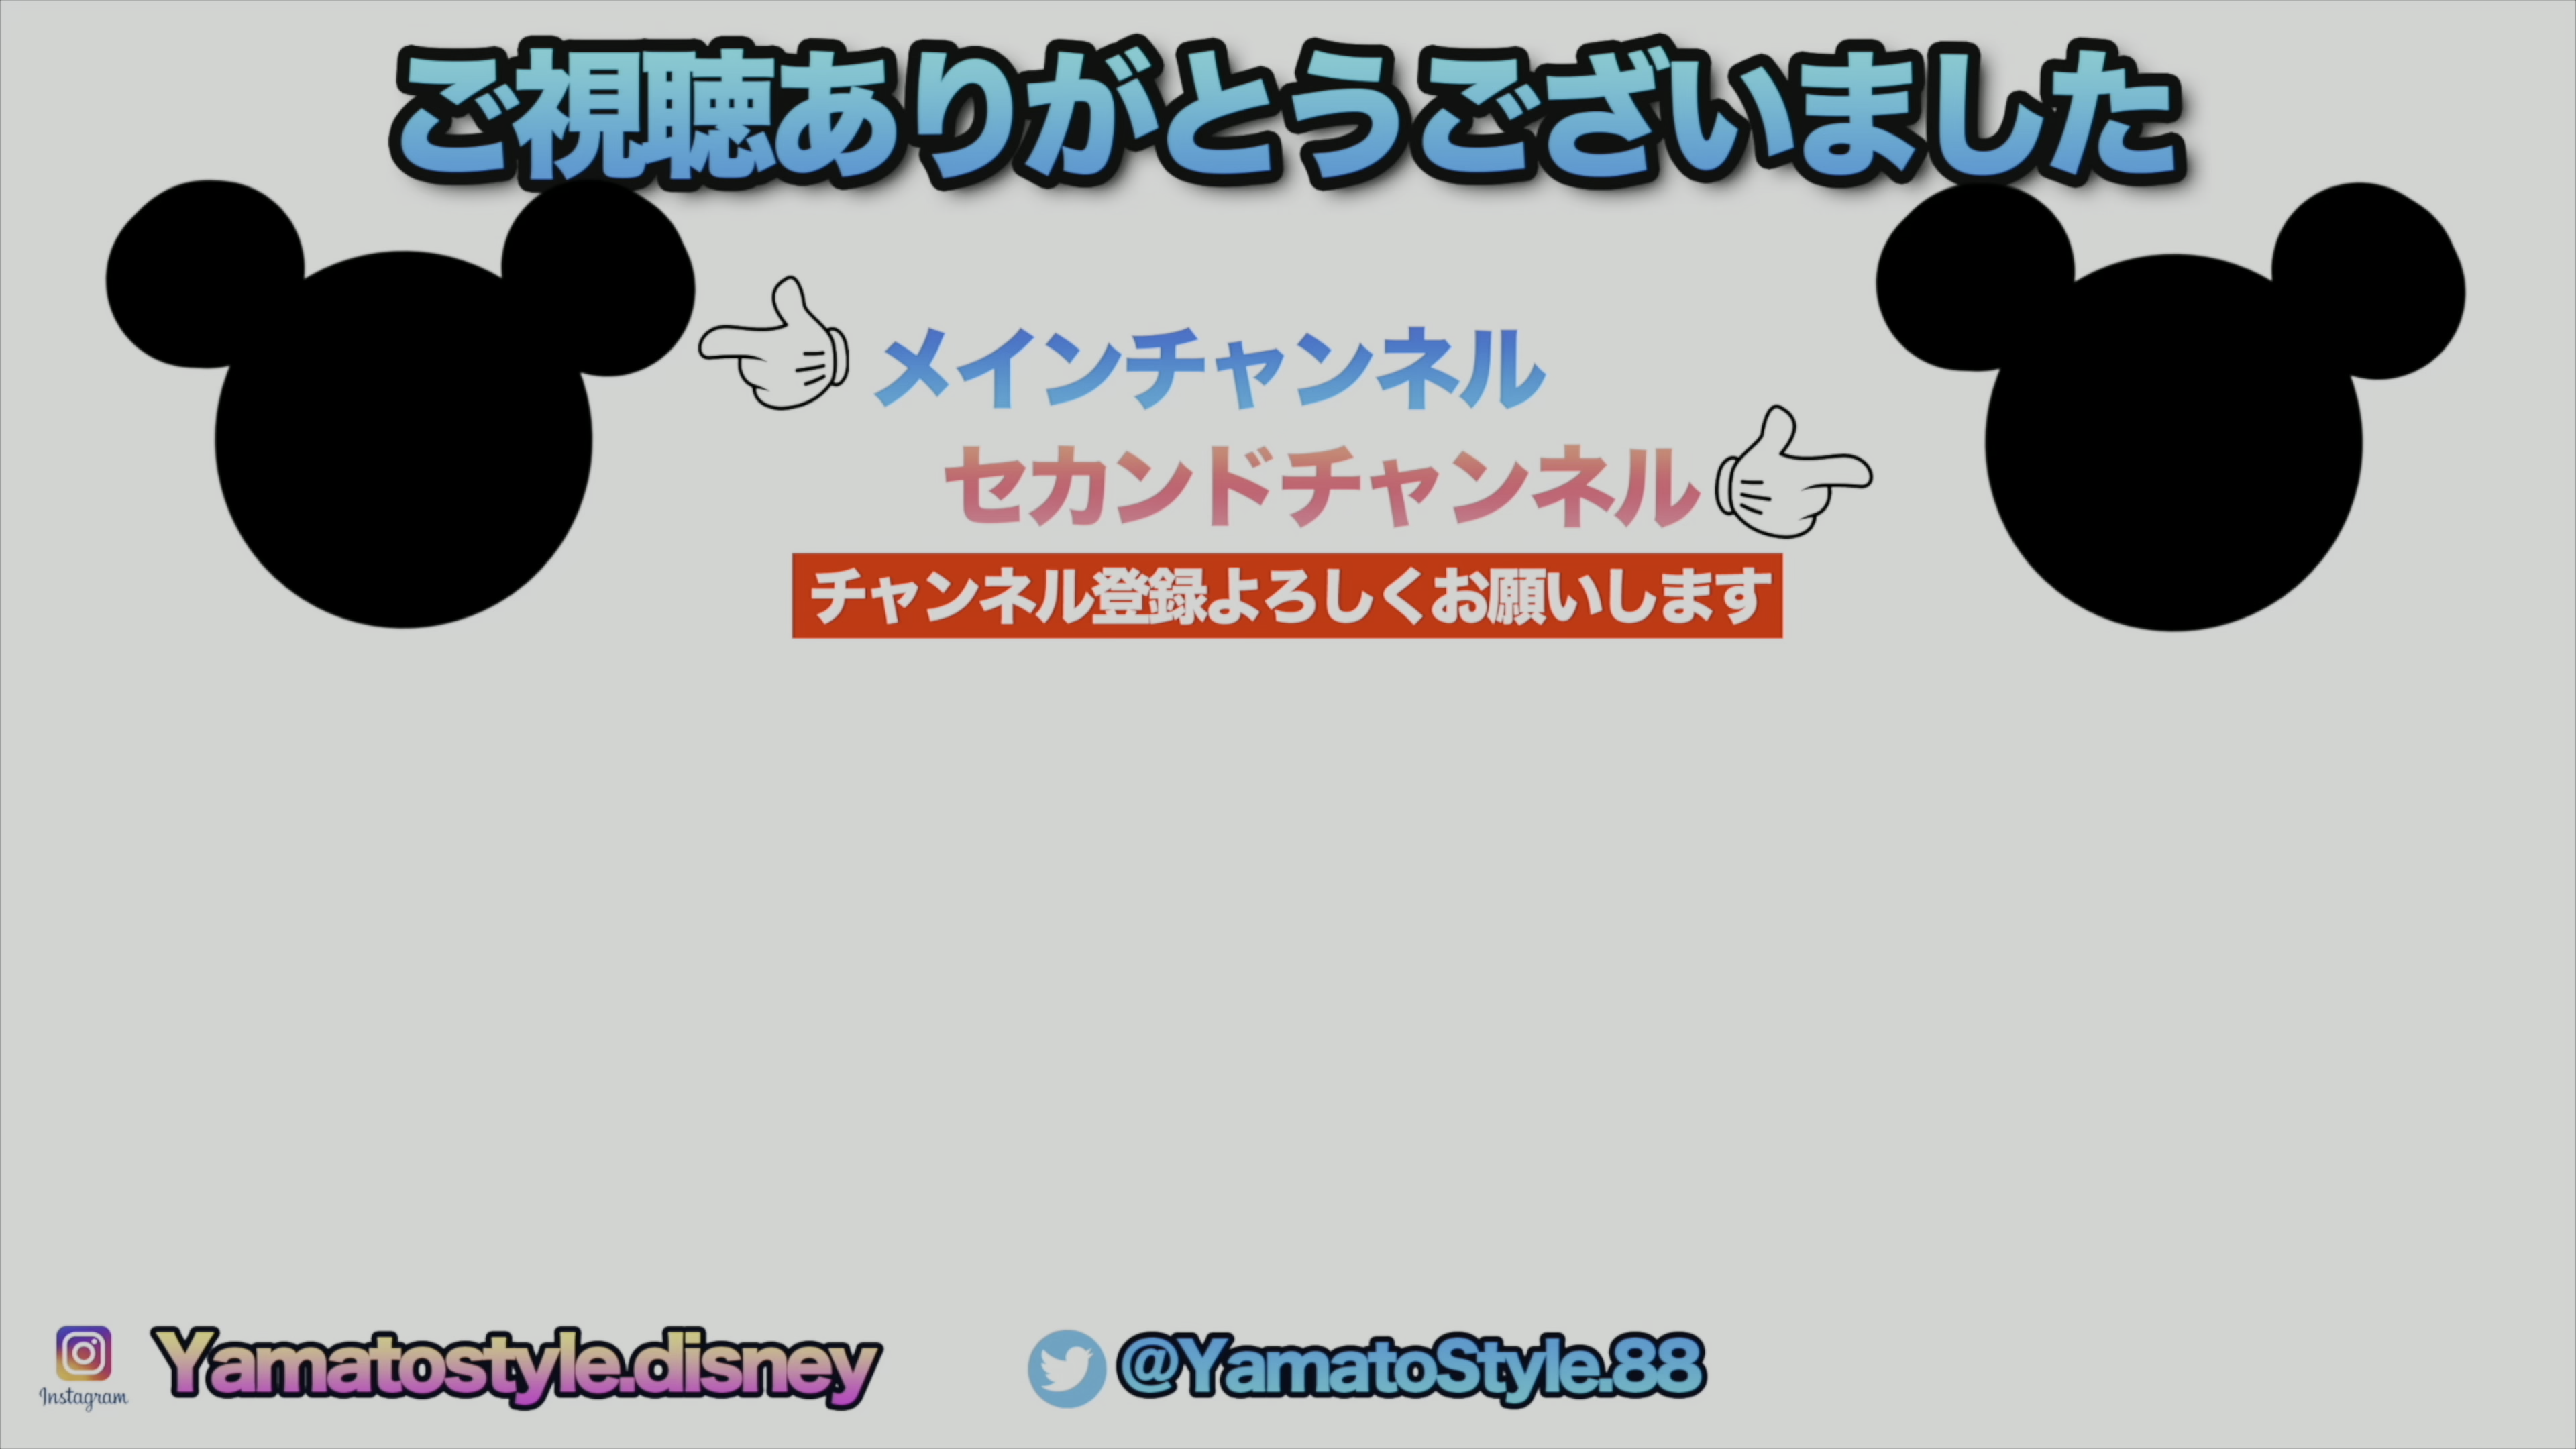 ご視聴ありがとうございました
メインチャンネル
セカンドチャンネル
チャンネル登録よろしくお願いします
Instagram
Yamatostyle.disney
@YamatoStyle.88